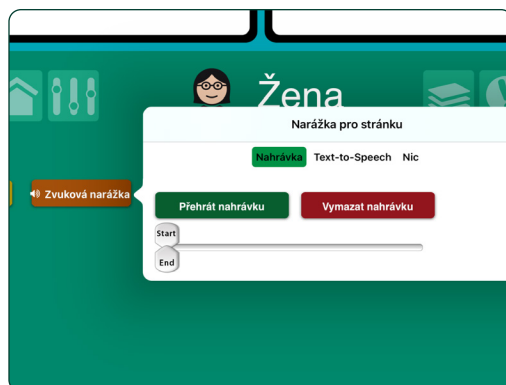 Žena
Narážka pro stránku
Nahrávka Text-to-Speech Nic
Zvuková narážka
Přehrát nahrávku Vymazat nahrávku
Start
End